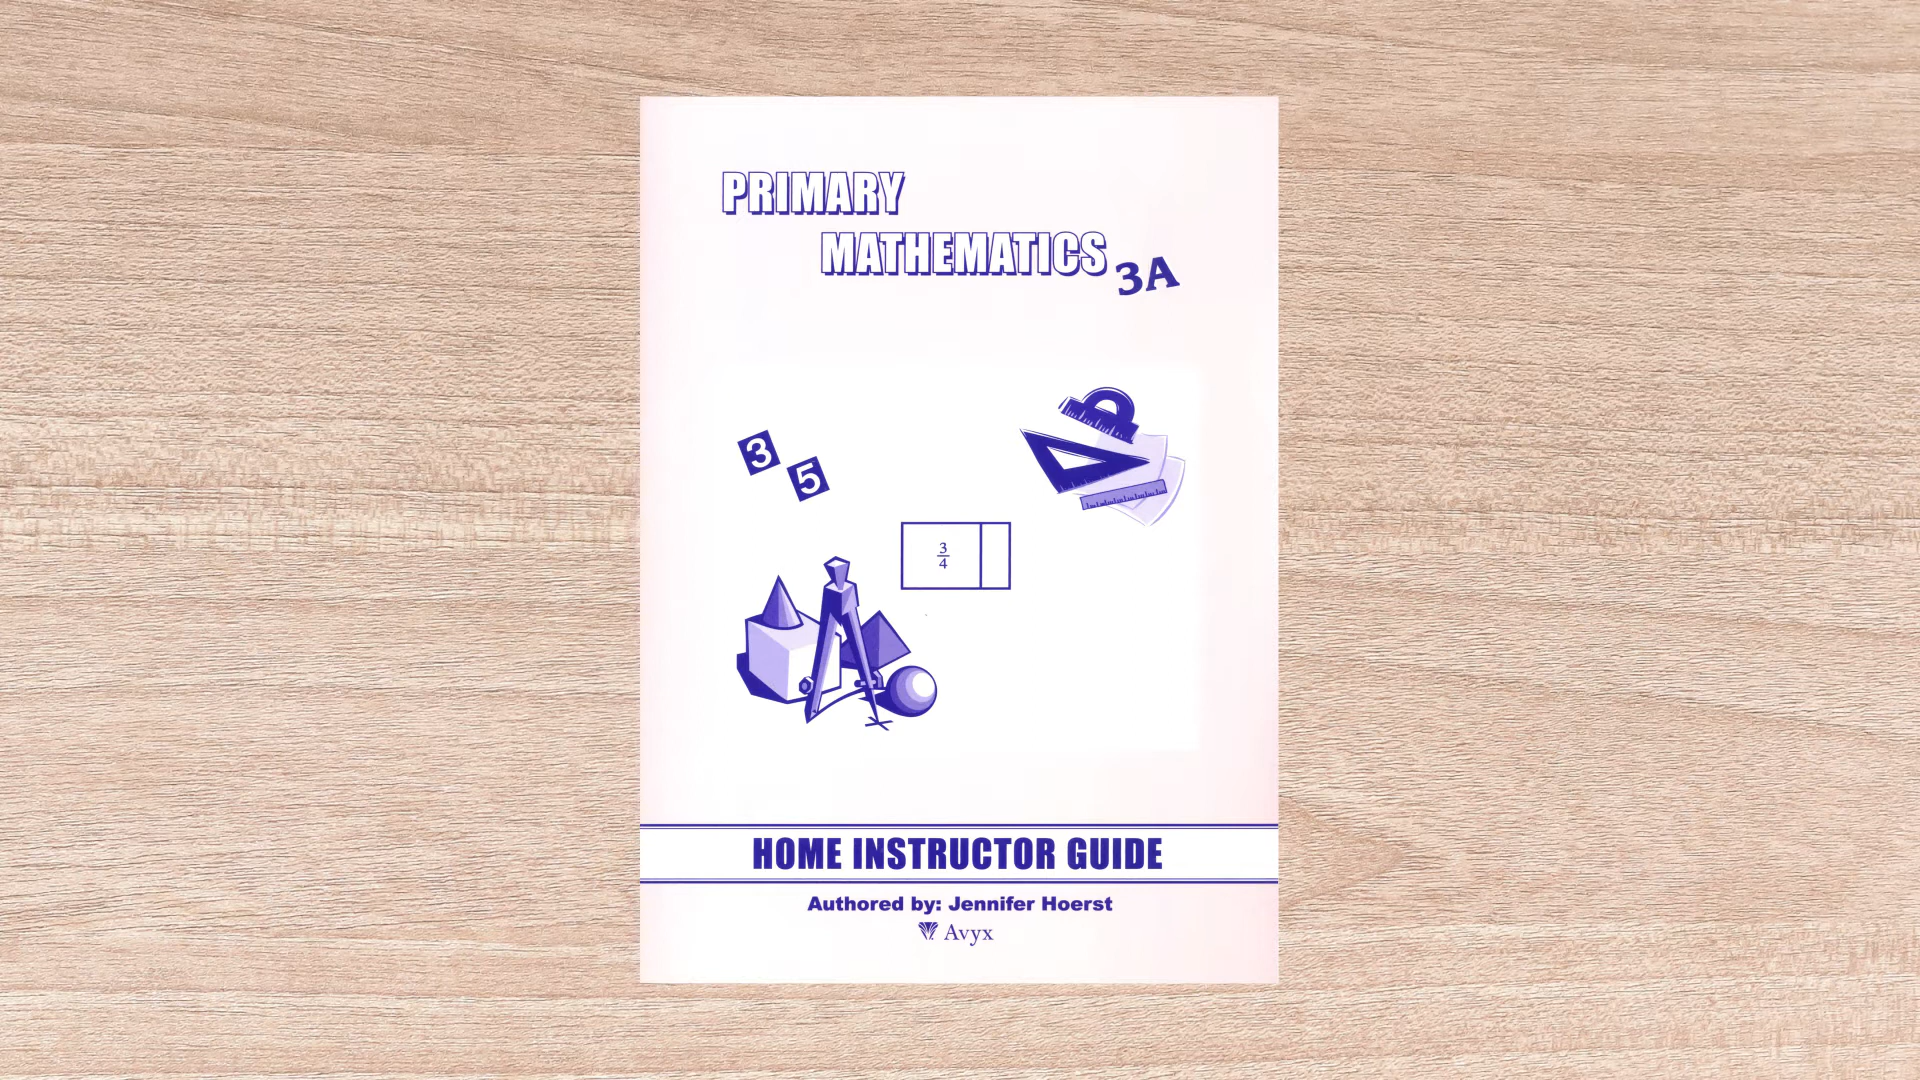 PRIMARY
MATHEMATICS 3A
3
5
3
4
HOME INSTRUCTOR GUIDE
Authored by: Jennifer Hoerst
Avyx